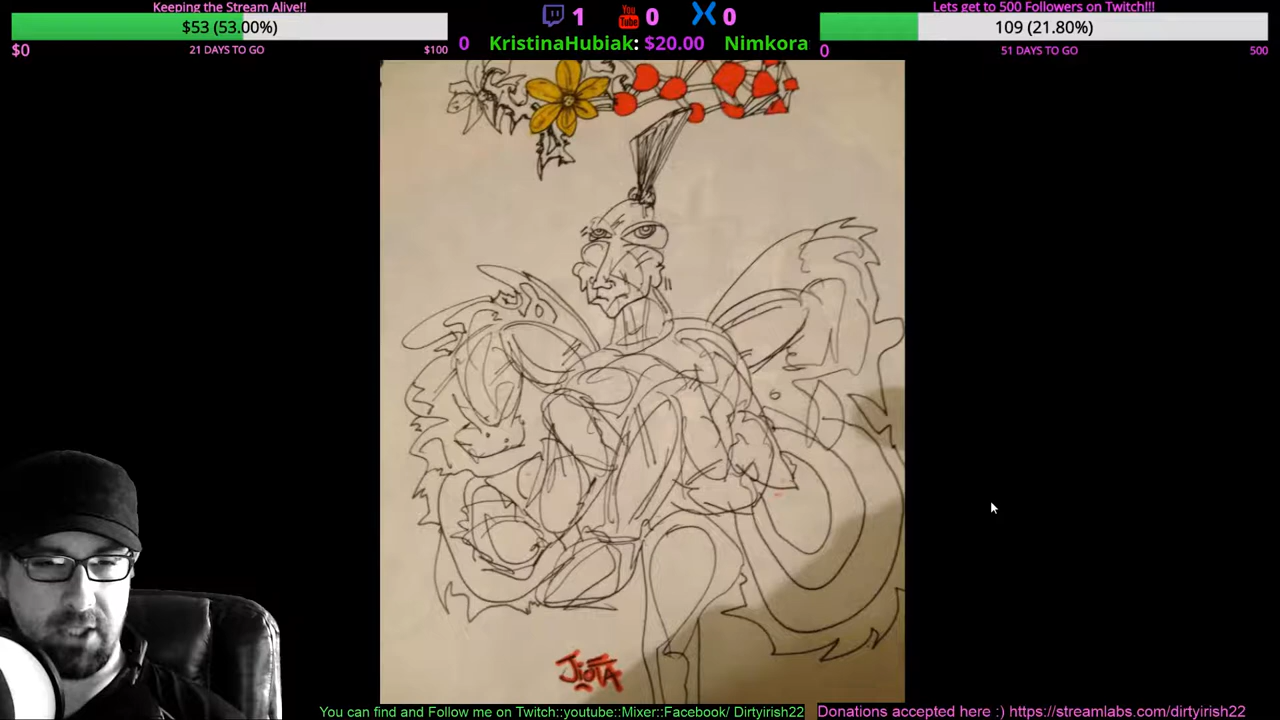 Keeping the Stream Alive!!
$53 (53.00%)
$0 21 DAYS TO GO $100
1 0 0
You Tube
0 KristinaHubiak: $20.00 Nimkora
Lets get to 500 Followers on Twitch!!!
109 (21.80%)
0 51 DAYS TO GO 500
JioTA
You can find and Follow me on Twitch::youtube::Mixer::Facebook/ Dirtyirish22
Donations accepted here :) https://streamlabs.com/dirtyirish22